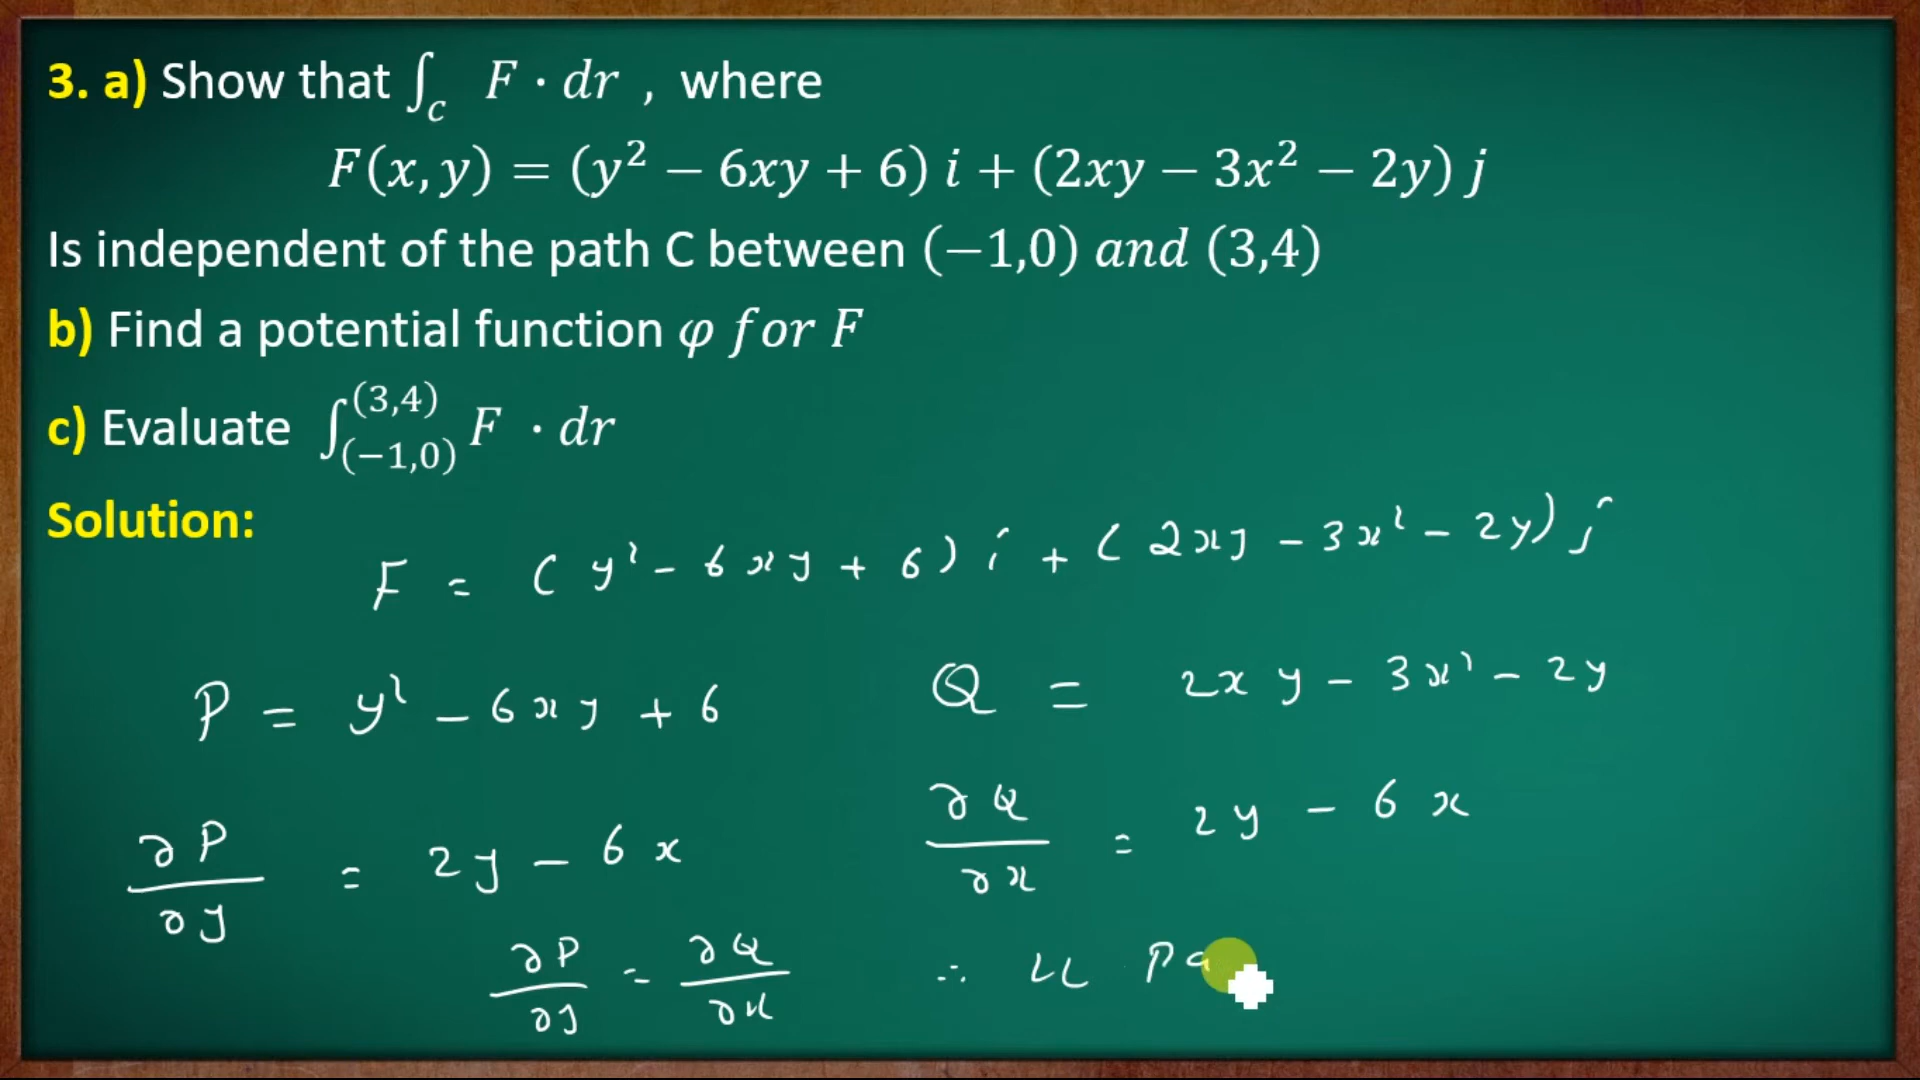 3. a) Show that ∫_C F · dr , where
F(x, y) = (y² − 6xy + 6) i + (2xy − 3x² − 2y) j
Is independent of the path C between (−1,0) and (3,4)
b) Find a potential function φ for F
c) Evaluate ∫_(−1,0)^(3,4) F · dr
Solution:
F = ( y² - 6xy + 6 ) i + ( 2xy - 3x² - 2y ) j
P = y² - 6xy + 6 Q = 2xy - 3x² - 2y
∂P/∂y = 2y - 6x ∂Q/∂x = 2y - 6x
∂P/∂y = ∂Q/∂x ∴